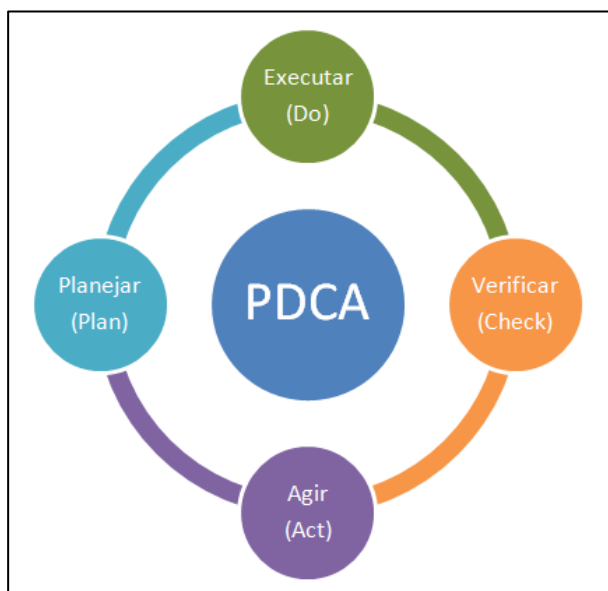 Executar
(Do)
Planejar
(Plan)
PDCA
Verificar
(Check)
Agir
(Act)